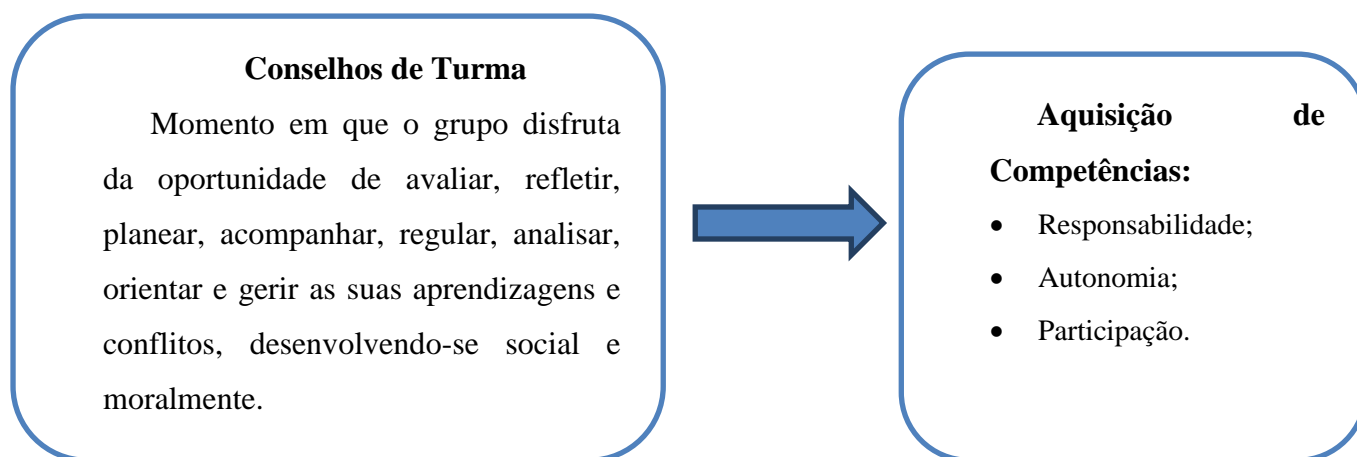 Conselhos de Turma
Momento em que o grupo disfruta
da oportunidade de avaliar, refletir,
planear, acompanhar, regular, analisar,
orientar e gerir as suas aprendizagens e
conflitos, desenvolvendo-se social e
moralmente.
Aquisição de
Competências:
• Responsabilidade;
• Autonomia;
• Participação.